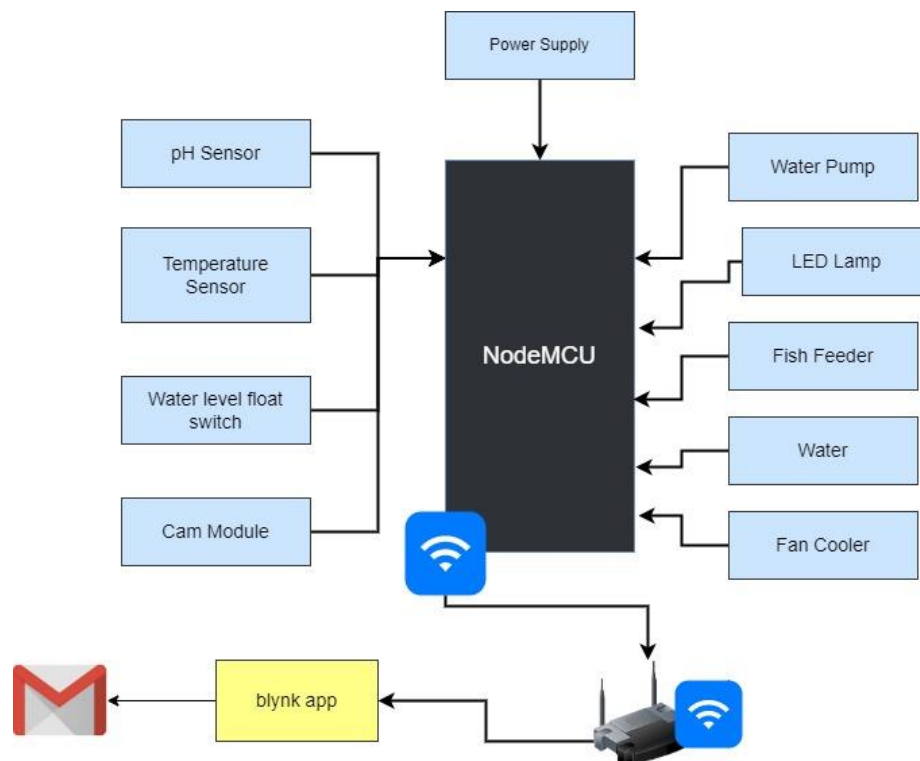 Power Supply
pH Sensor
Water Pump
Temperature
Sensor
LED Lamp
NodeMCU
Fish Feeder
Water level float
switch
Water
Cam Module
Fan Cooler
blynk app